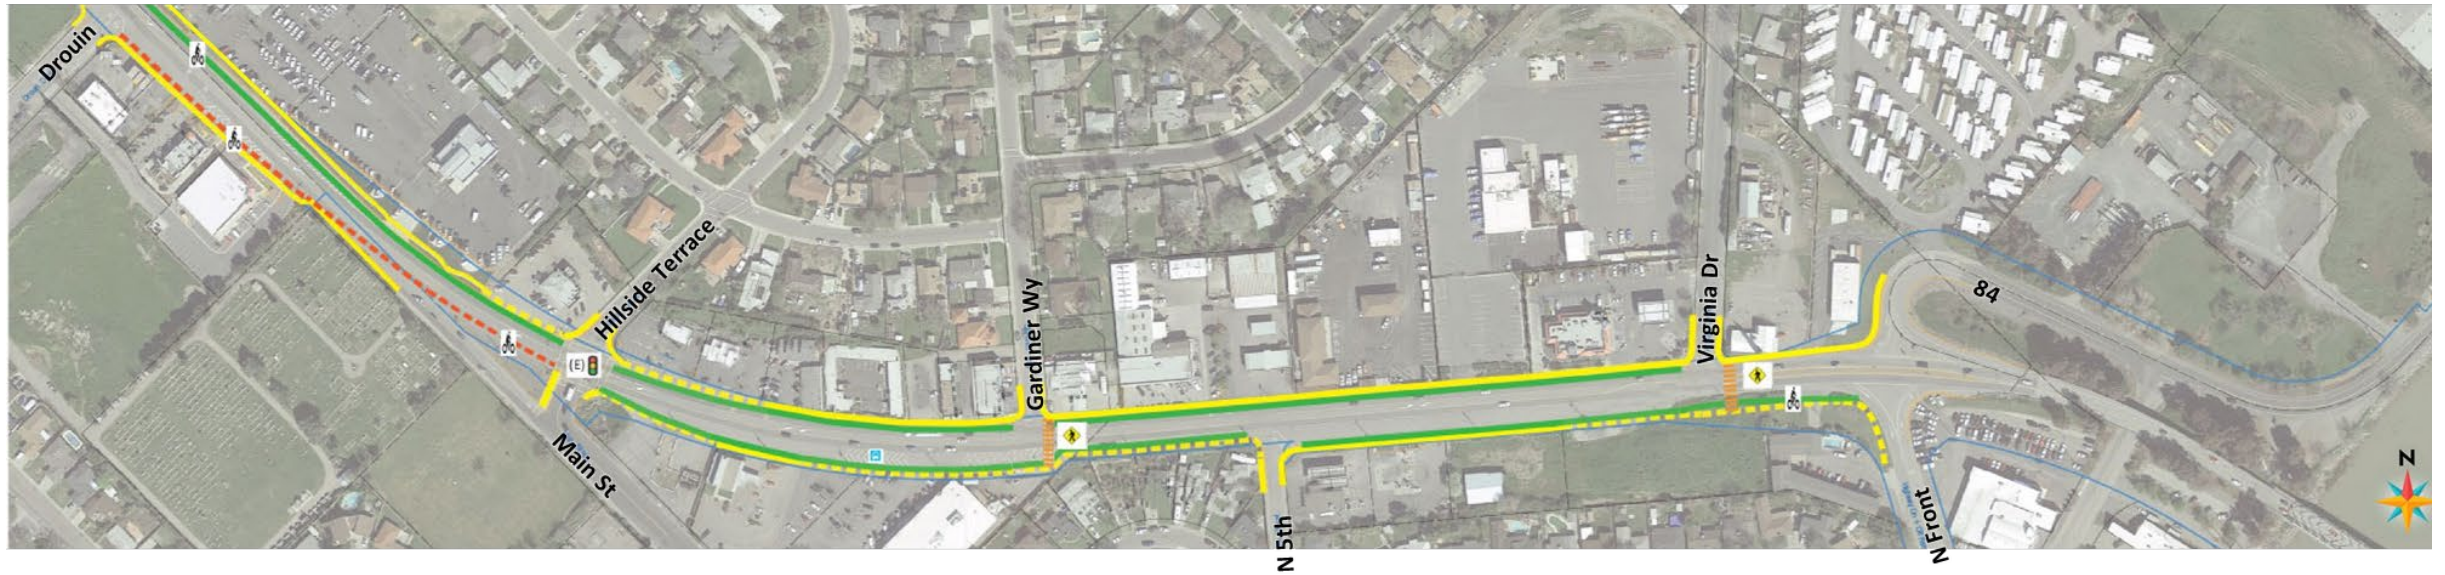 Drouin
Hillside Terrace
(E)
Main St
Gardiner Wy
N 5th
Virginia Dr
84
N Front
N